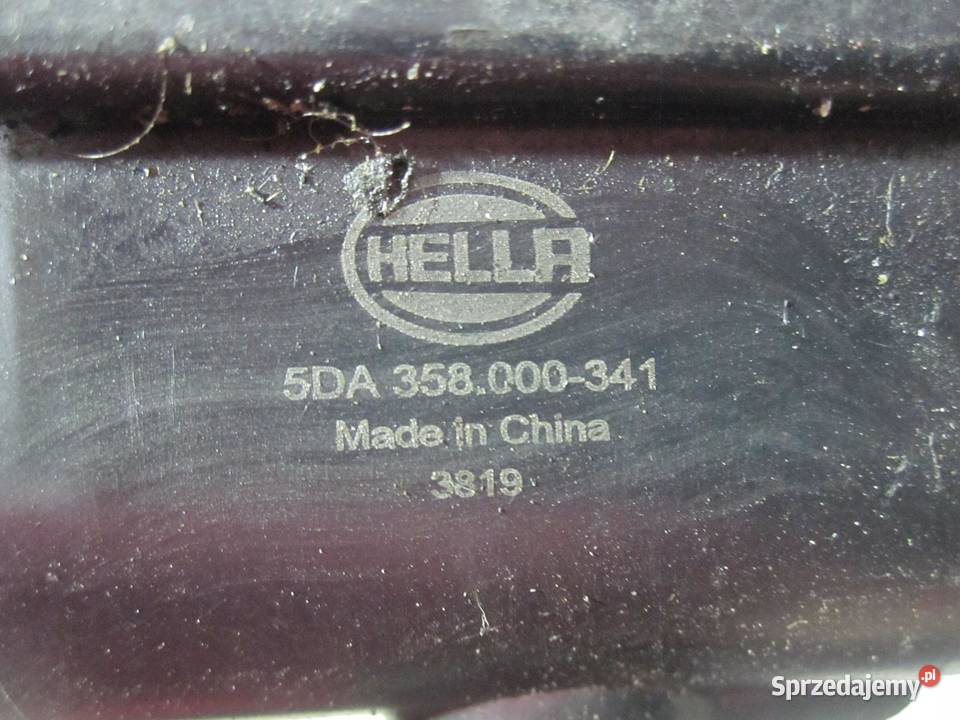 HELLA
5DA 358.000-341
Made in China
3819
Sprzedajemy.pl